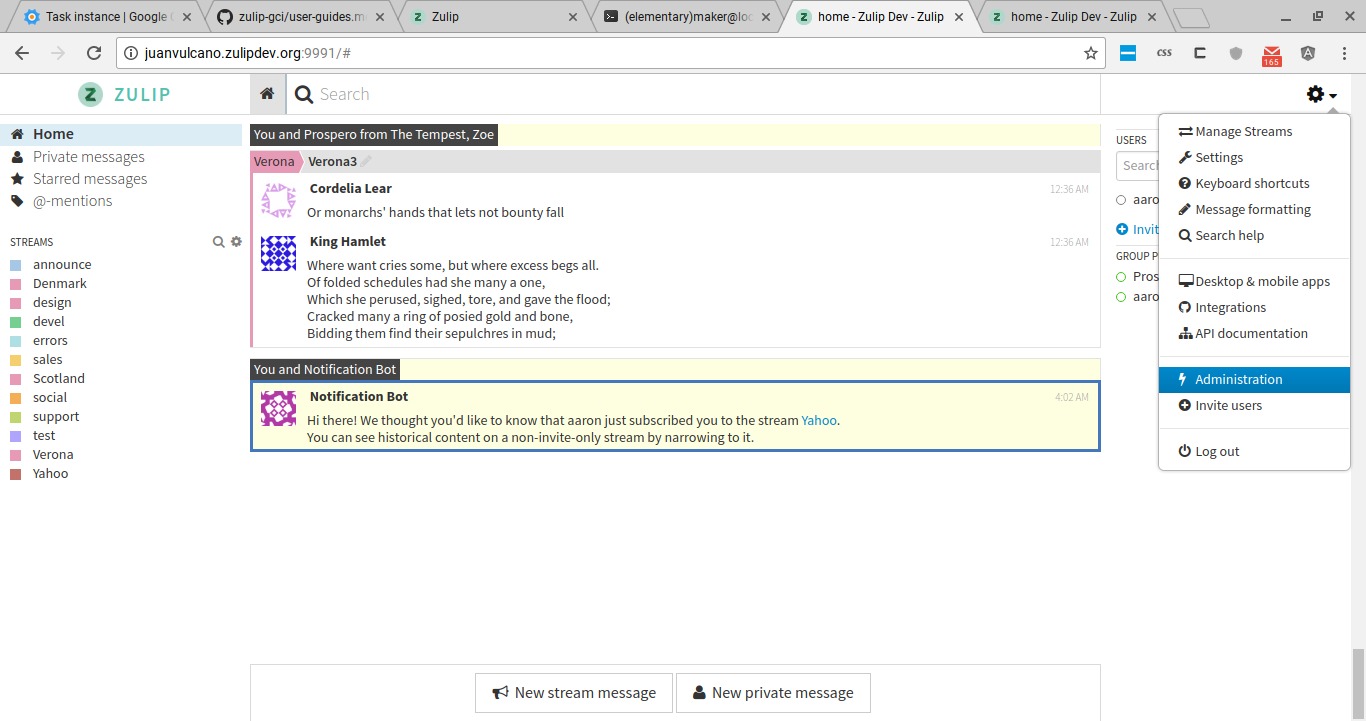 Task instance | Google
zulip-gci/user-guides.m
Zulip
(elementary)maker@loc
home - Zulip Dev - Zulip
home - Zulip Dev - Zulip
juanvulcano.zulipdev.org:9991/#
css
165
ZULIP
Search
Home
Private messages
Starred messages
@-mentions
STREAMS
announce
Denmark
design
devel
errors
sales
Scotland
social
support
test
Verona
Yahoo
You and Prospero from The Tempest, Zoe
Verona
Verona3
Cordelia Lear
12:36 AM
Or monarchs' hands that lets not bounty fall
King Hamlet
12:36 AM
Where want cries some, but where excess begs all.
Of folded schedules had she many a one,
Which she perused, sighed, tore, and gave the flood;
Cracked many a ring of posied gold and bone,
Bidding them find their sepulchres in mud;
You and Notification Bot
Notification Bot
4:02 AM
Hi there! We thought you'd like to know that aaron just subscribed you to the stream Yahoo.
You can see historical content on a non-invite-only stream by narrowing to it.
New stream message
New private message
USERS
Search
aaro
Invit
GROUP P
Pros
aaro
Manage Streams
Settings
Keyboard shortcuts
Message formatting
Search help
Desktop & mobile apps
Integrations
API documentation
Administration
Invite users
Log out